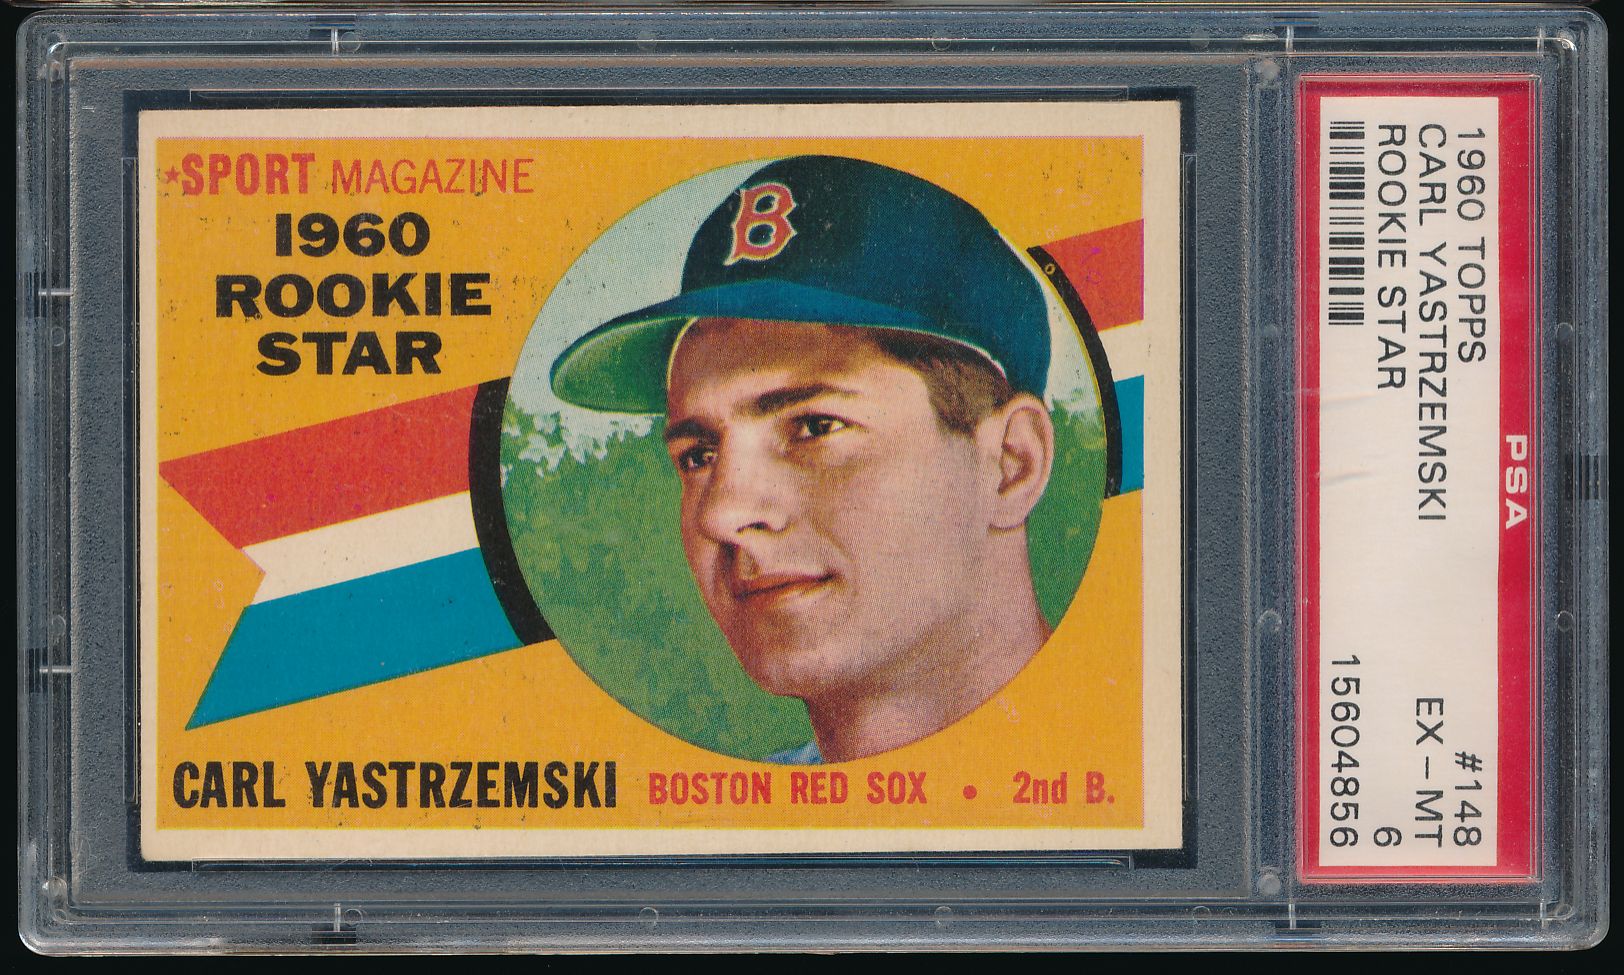 ★SPORT MAGAZINE
1960
ROOKIE
STAR
B
CARL YASTRZEMSKI BOSTON RED SOX • 2nd B.
PSA
1960 TOPPS #148
CARL YASTRZEMSKI EX-MT
ROOKIE STAR 6
15604856